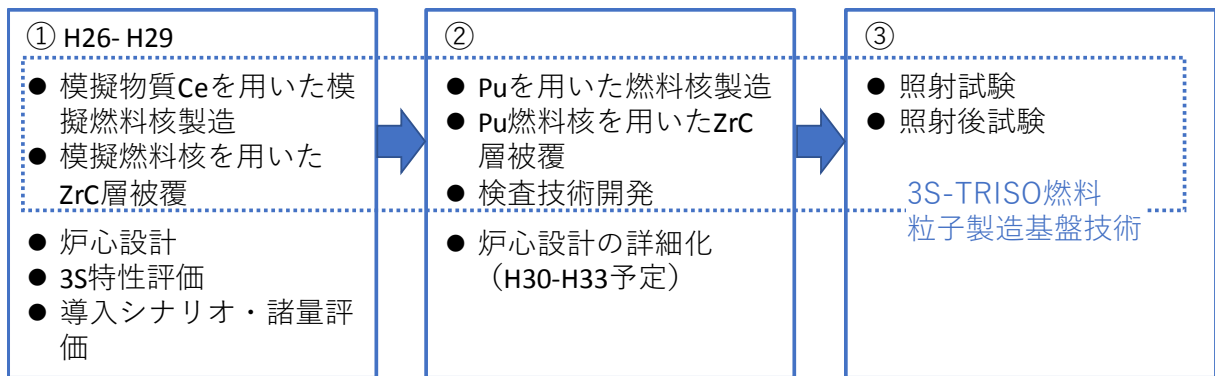 ① H26- H29
● 模擬物質Ceを用いた模
擬燃料核製造
● 模擬燃料核を用いた
ZrC層被覆
● 炉心設計
● 3S特性評価
● 導入シナリオ・諸量評
価
②
● Puを用いた燃料核製造
● Pu燃料核を用いたZrC
層被覆
● 検査技術開発
● 炉心設計の詳細化
（H30-H33予定）
③
● 照射試験
● 照射後試験
3S-TRISO燃料
粒子製造基盤技術